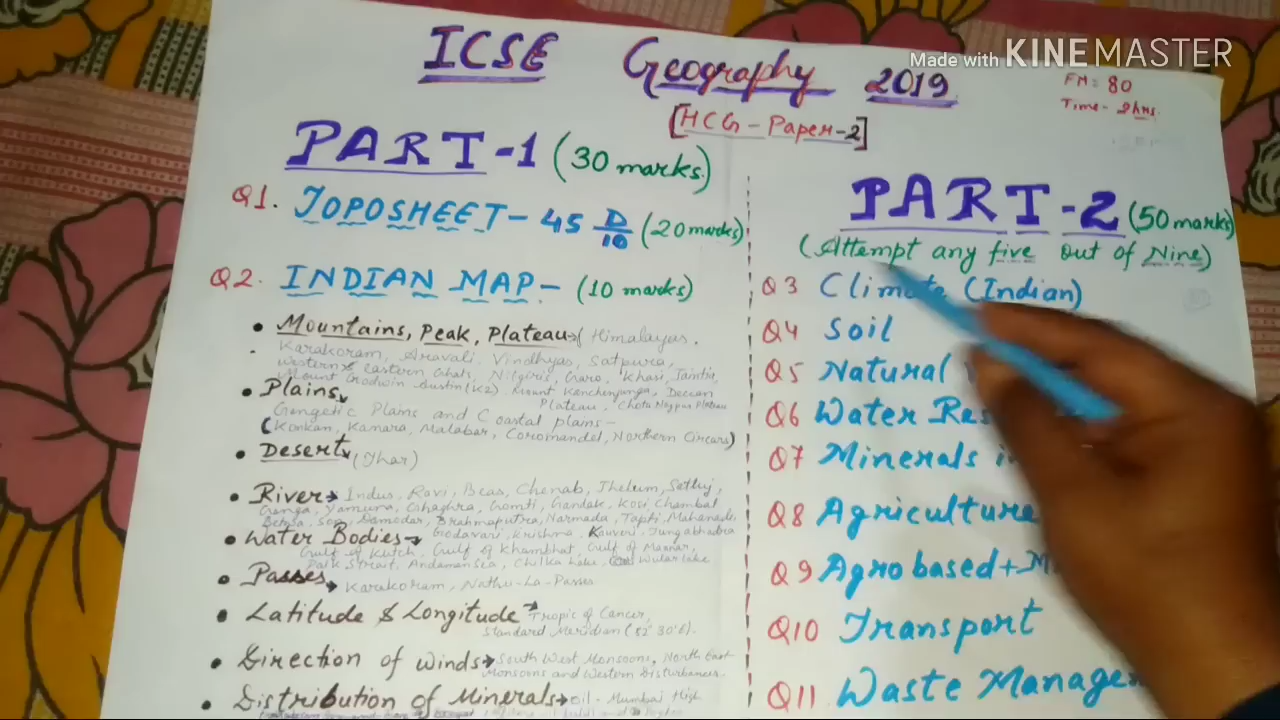 Made with KINEMASTER
ICSE Geography 2019
FM: 80
Time - 2hrs.
[HCG - Paper-2]
PART-1 (30 marks)
Q1. TOPOSHEET - 45 D/10 (20 marks)
Q2. INDIAN MAP - (10 marks)
• Mountains, Peak, Plateau (Himalayas,
Karakoram, Aravali, Vindhyas, Satpura,
Western & eastern Ghats, Nilgiris, Garo, Khasi, Jaintia,
Mount Godwin Austin (K2), Mount Kanchenjunga, Deccan
Plateau, Chota Nagpur Plateau
• Plains
Gangetic Plains and Coastal plains -
(Konkan, Kanara, Malabar, Coromandel, Northern Circars)
• Desert (Thar)
• River → Indus, Ravi, Beas, Chenab, Jhelum, Satluj,
Ganga, Yamuna, Ghaghra, Gomti, Gandak, Kosi, Chambal,
Betwa, Son, Damodar, Brahmaputra, Narmada, Tapti, Mahanadi,
Godavari, Krishna, Kauveri, Tungabhadra
• Water Bodies →
Gulf of Kutch, Gulf of Khambhat, Gulf of Mannar,
Palk Strait, Andaman Sea, Chilka Lake, Wular lake
• Passes → Karakoram, Nathu-La-Passes
• Latitude & Longitude → Tropic of Cancer,
Standard Meridian (82° 30'E).
• Direction of winds → South West Monsoons, North East
Monsoons and Western Disturbances
• Distribution of Minerals → Oil - Mumbai High
PART-2 (50 marks)
(Attempt any five out of Nine)
Q3 Climate (Indian)
Q4 Soil
Q5 Natural
Q6 Water Res
Q7 Minerals i
Q8 Agriculture
Q9 Agro based + M
Q10 Transport
Q11 Waste Manage